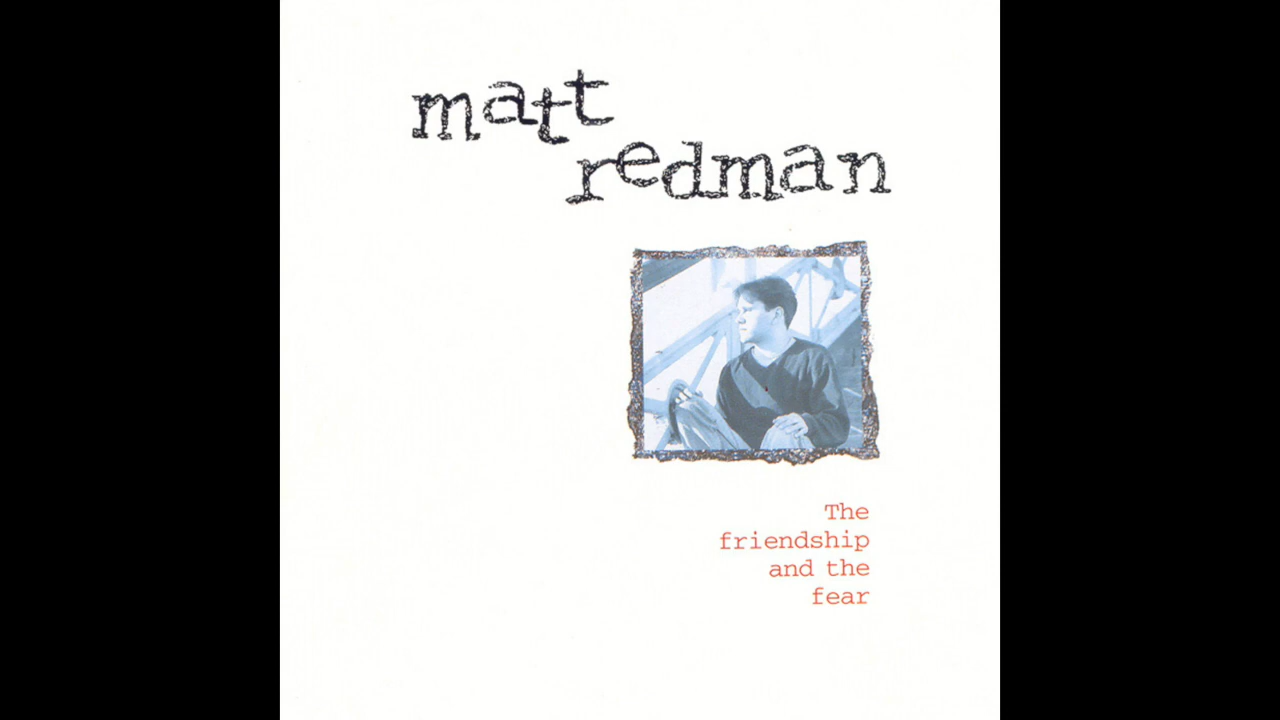 matt
redman
The
friendship
and the
fear